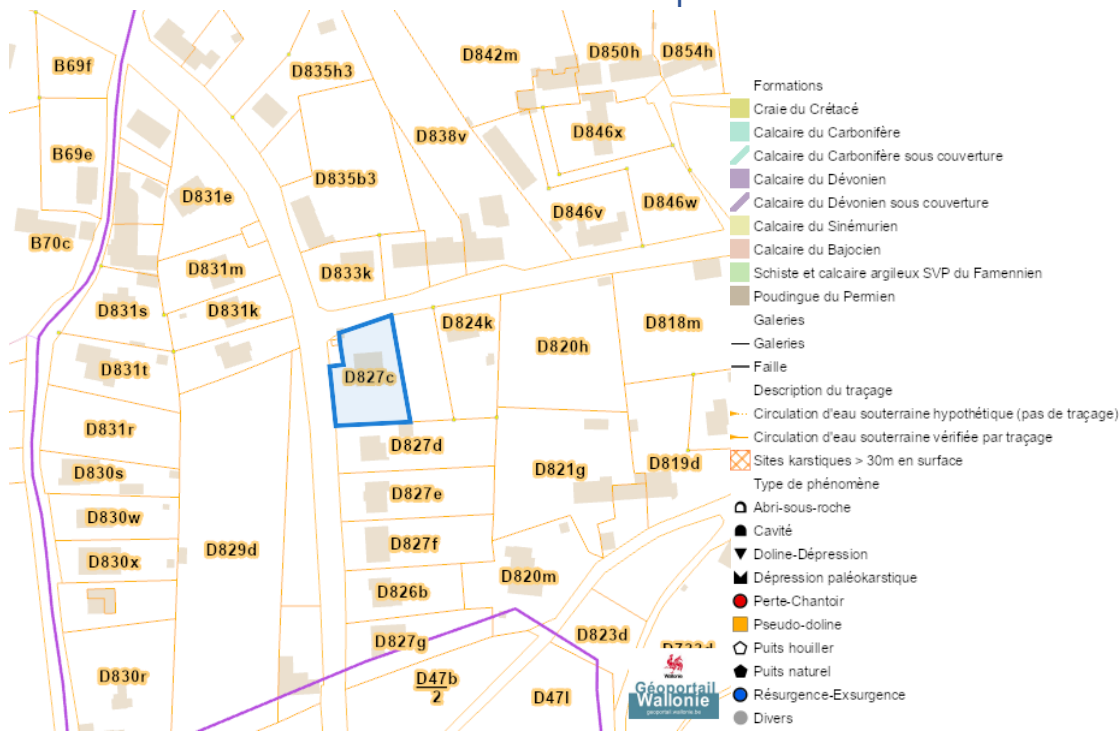 B69f
D835h3
D842m
D850h
D854h
B69e
D838v
D846x
D831e
D835b3
D846v
D846w
B70c
D831m
D833k
D831s
D831k
D824k
D818m
D820h
D831t
D827c
D831r
D827d
D821g
D819d
D830s
D827e
D830w
D827f
D829d
D830x
D820m
D826b
D827g
D823d
D830r
D47b
2
D47l
Wallonie
Géoportail
Wallonie
geoportail.wallonie.be
Formations
Craie du Crétacé
Calcaire du Carbonifère
Calcaire du Carbonifère sous couverture
Calcaire du Dévonien
Calcaire du Dévonien sous couverture
Calcaire du Sinémurien
Calcaire du Bajocien
Schiste et calcaire argileux SVP du Famennien
Poudingue du Permien
Galeries
Galeries
Faille
Description du traçage
Circulation d'eau souterraine hypothétique (pas de traçage)
Circulation d'eau souterraine vérifiée par traçage
Sites karstiques > 30m en surface
Type de phénomène
Abri-sous-roche
Cavité
Doline-Dépression
Dépression paléokarstique
Perte-Chantoir
Pseudo-doline
Puits houiller
Puits naturel
Résurgence-Exsurgence
Divers